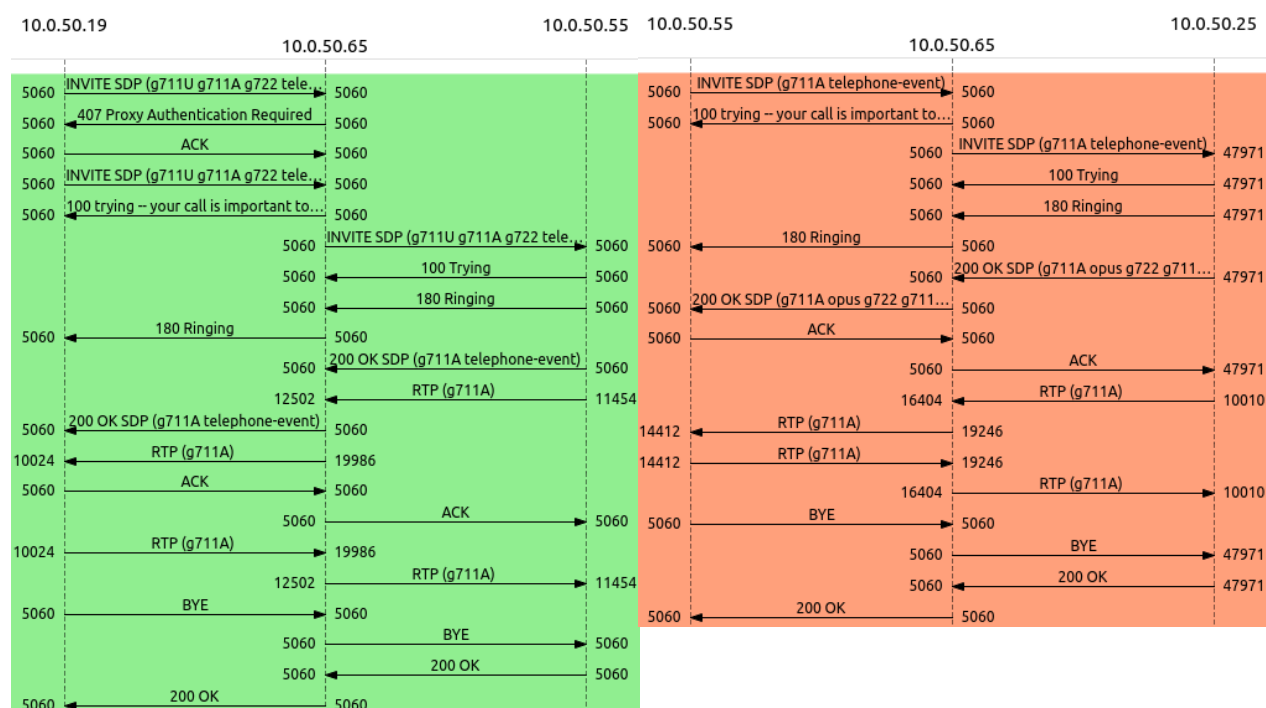 10.0.50.19
10.0.50.65
10.0.50.55
5060 INVITE SDP (g711U g711A g722 tele... 5060
5060 407 Proxy Authentication Required 5060
5060 ACK 5060
5060 INVITE SDP (g711U g711A g722 tele... 5060
5060 100 trying -- your call is important to... 5060
5060 INVITE SDP (g711U g711A g722 tele... 5060
5060 100 Trying 5060
5060 180 Ringing 5060
5060 180 Ringing 5060
5060 200 OK SDP (g711A telephone-event) 5060
12502 RTP (g711A) 11454
5060 200 OK SDP (g711A telephone-event) 5060
10024 RTP (g711A) 19986
5060 ACK 5060
5060 ACK 5060
10024 RTP (g711A) 19986
12502 RTP (g711A) 11454
5060 BYE 5060
5060 BYE 5060
5060 200 OK 5060
5060 200 OK 5060
10.0.50.55
10.0.50.65
10.0.50.25
5060 INVITE SDP (g711A telephone-event) 5060
5060 100 trying -- your call is important to... 5060
5060 INVITE SDP (g711A telephone-event) 47971
5060 100 Trying 47971
5060 180 Ringing 47971
5060 180 Ringing 5060
5060 200 OK SDP (g711A opus g722 g711... 47971
5060 200 OK SDP (g711A opus g722 g711... 5060
5060 ACK 5060
5060 ACK 47971
16404 RTP (g711A) 10010
14412 RTP (g711A) 19246
14412 RTP (g711A) 19246
16404 RTP (g711A) 10010
5060 BYE 5060
5060 BYE 47971
5060 200 OK 47971
5060 200 OK 5060